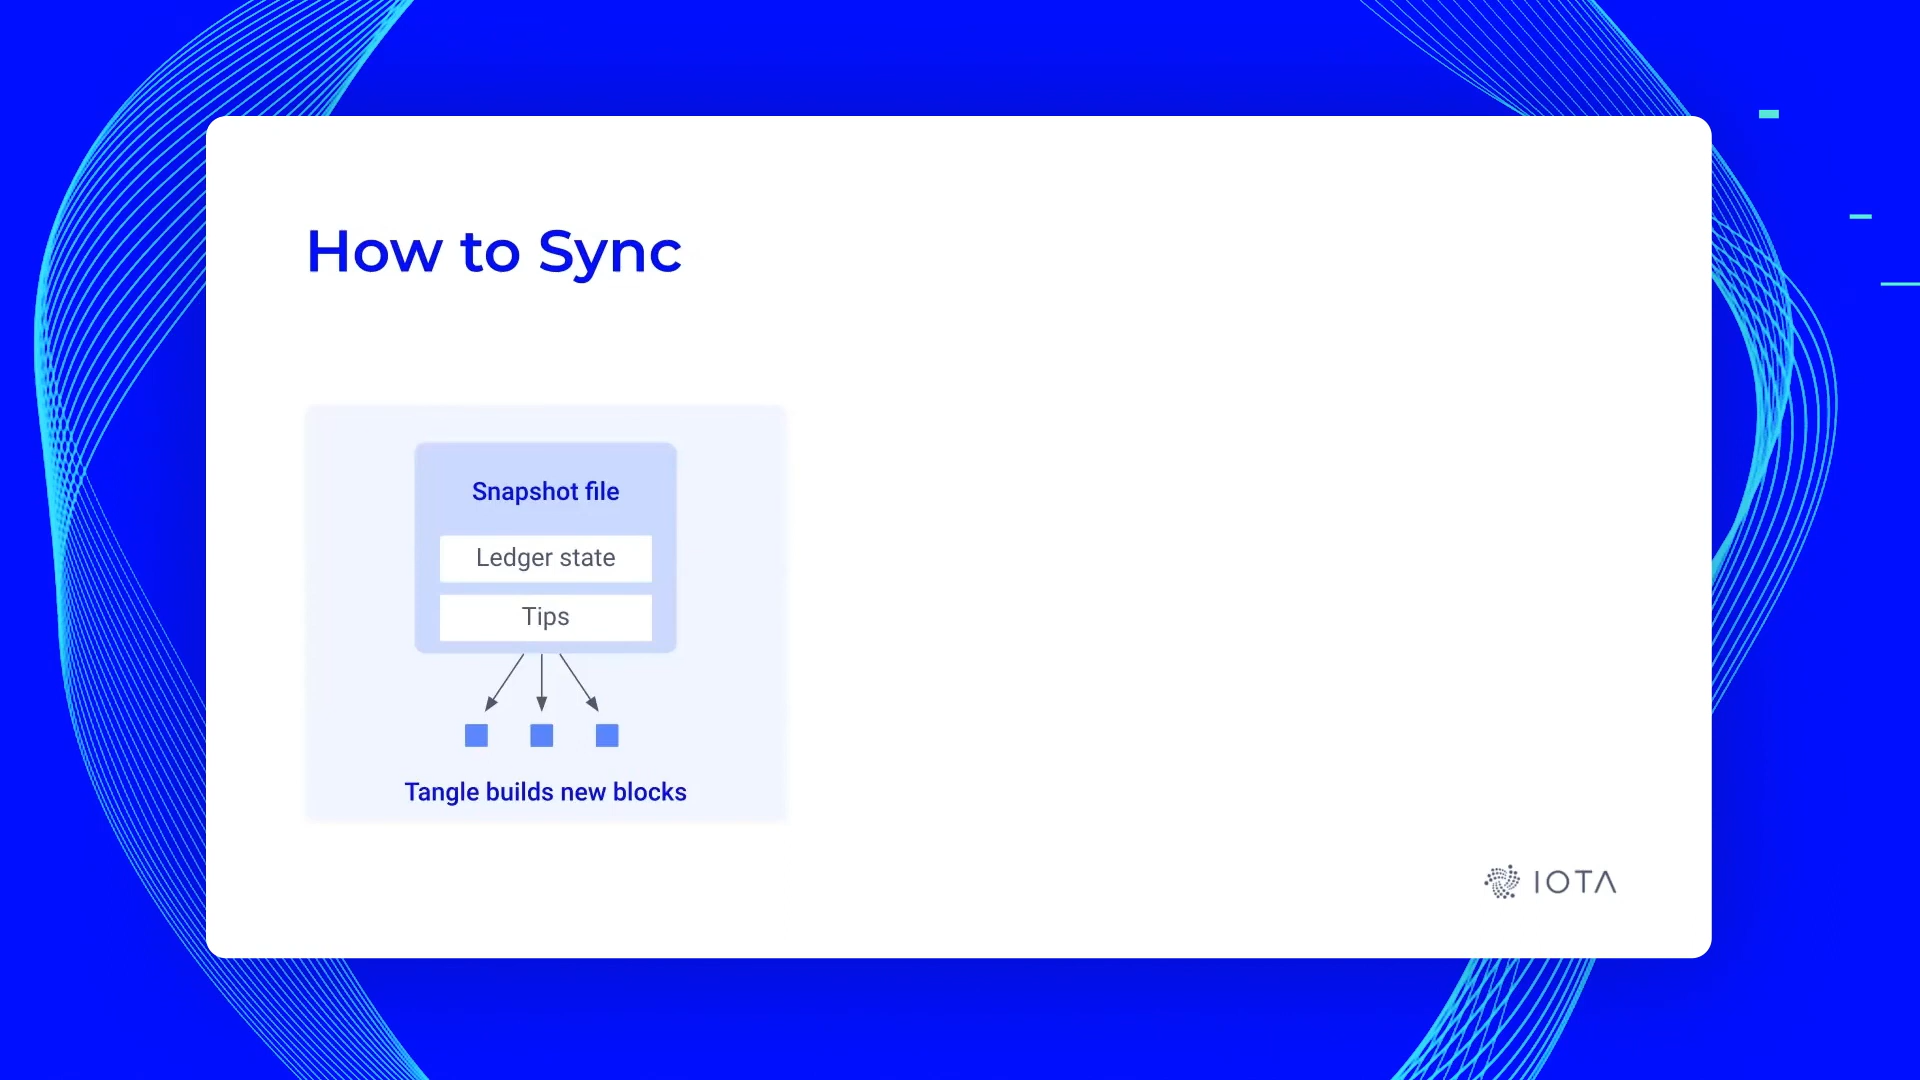 How to Sync
Snapshot file
Ledger state
Tips
Tangle builds new blocks
IOTA